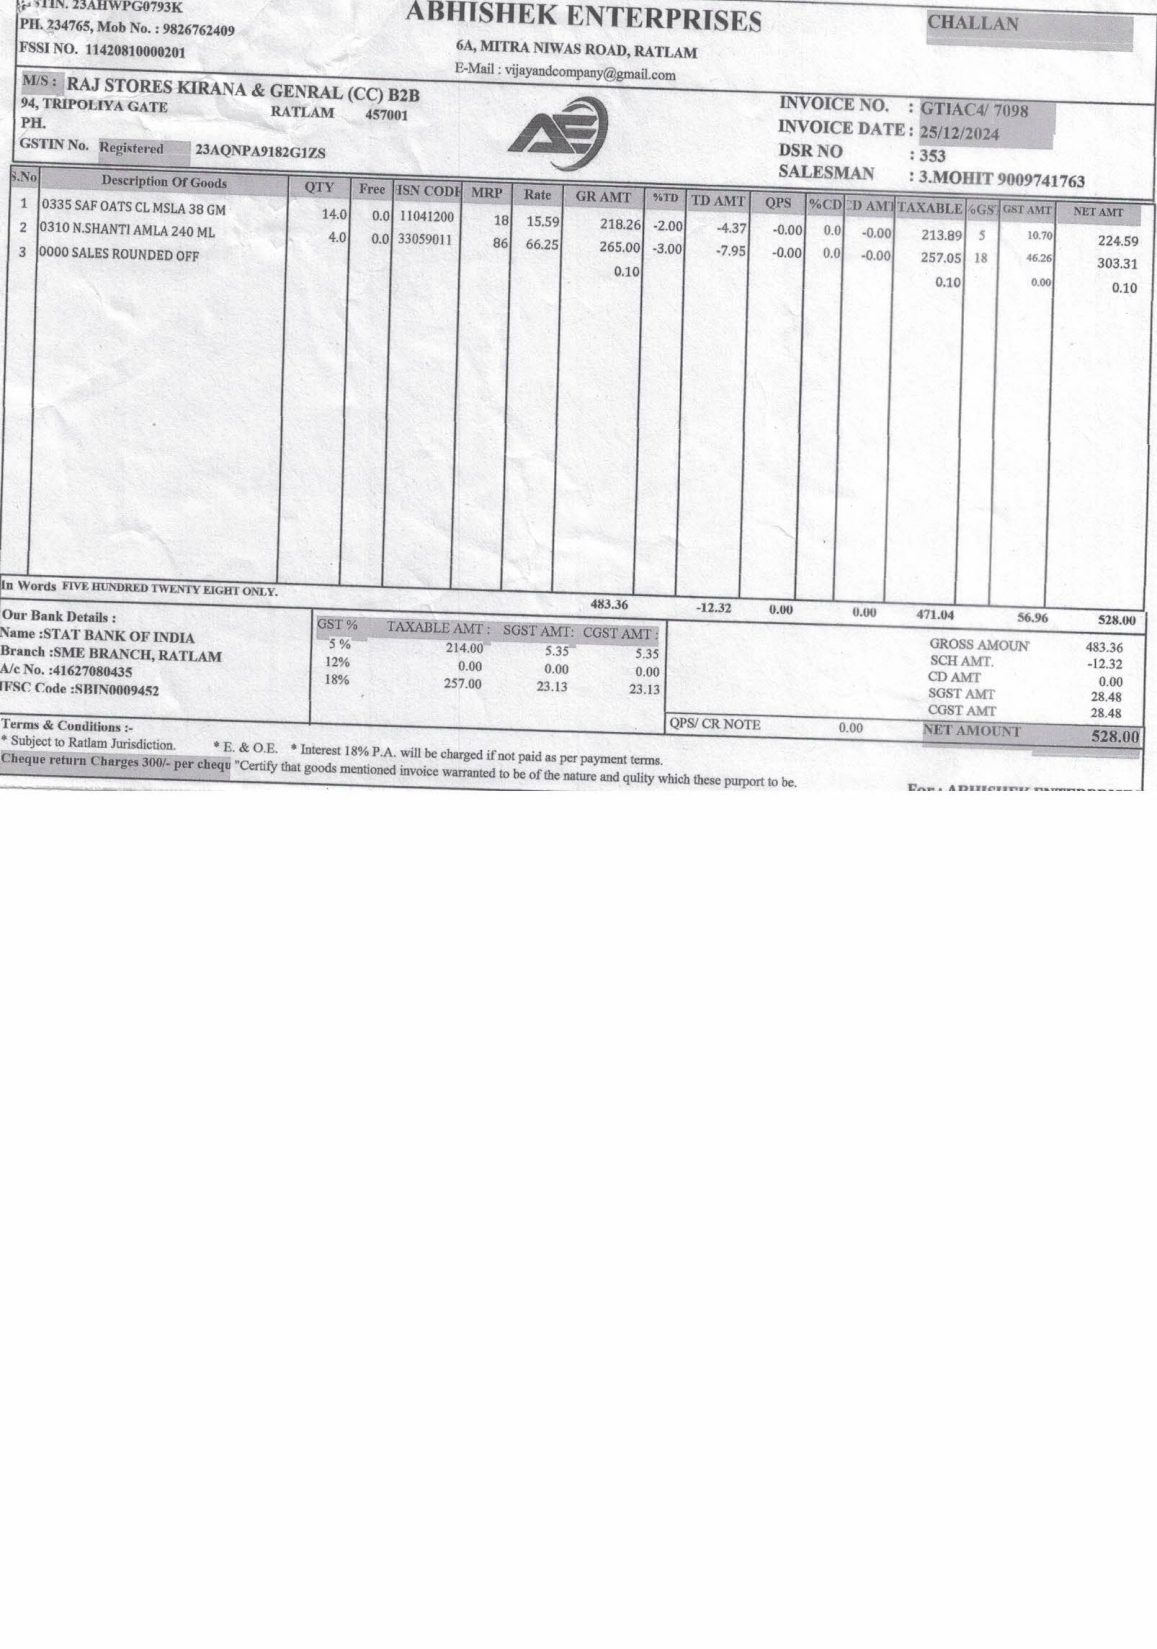 GSTIN. 23AHWPG0793K
PH. 234765, Mob No. : 9826762409
FSSI NO. 11420810000201
ABHISHEK ENTERPRISES
6A, MITRA NIWAS ROAD, RATLAM
E-Mail : vijayandcompany@gmail.com
CHALLAN
M/S : RAJ STORES KIRANA & GENRAL (CC) B2B
94, TRIPOLIYA GATE RATLAM 457001
PH.
GSTIN No. Registered 23AQNPA9182G1ZS
AE
INVOICE NO. : GTIAC4/ 7098
INVOICE DATE : 25/12/2024
DSR NO : 353
SALESMAN : 3.MOHIT 9009741763
S.No Description Of Goods QTY Free ISN CODE MRP Rate GR AMT %TD TD AMT QPS %CD CD AMT TAXABLE %GS GST AMT NET AMT
1 0335 SAF OATS CL MSLA 38 GM 14.0 0.0 11041200 18 15.59 218.26 -2.00 -4.37 -0.00 0.0 -0.00 213.89 5 10.70 224.59
2 0310 N.SHANTI AMLA 240 ML 4.0 0.0 33059011 86 66.25 265.00 -3.00 -7.95 -0.00 0.0 -0.00 257.05 18 46.26 303.31
3 0000 SALES ROUNDED OFF 0.10 0.10 0.00 0.10
In Words FIVE HUNDRED TWENTY EIGHT ONLY.
483.36 -12.32 0.00 0.00 471.04 56.96 528.00
Our Bank Details :
Name :STAT BANK OF INDIA
Branch :SME BRANCH, RATLAM
A/c No. :41627080435
IFSC Code :SBIN0009452
GST % TAXABLE AMT : SGST AMT: CGST AMT :
5 % 214.00 5.35 5.35
12% 0.00 0.00 0.00
18% 257.00 23.13 23.13
GROSS AMOUN 483.36
SCH AMT. -12.32
CD AMT 0.00
SGST AMT 28.48
CGST AMT 28.48
QPS/ CR NOTE 0.00 NET AMOUNT 528.00
Terms & Conditions :-
* Subject to Ratlam Jurisdiction. * E. & O.E. * Interest 18% P.A. will be charged if not paid as per payment terms.
Cheque return Charges 300/- per chequ "Certify that goods mentioned invoice warranted to be of the nature and qulity which these purport to be.
For : ABHISHEK ENTERPRISES